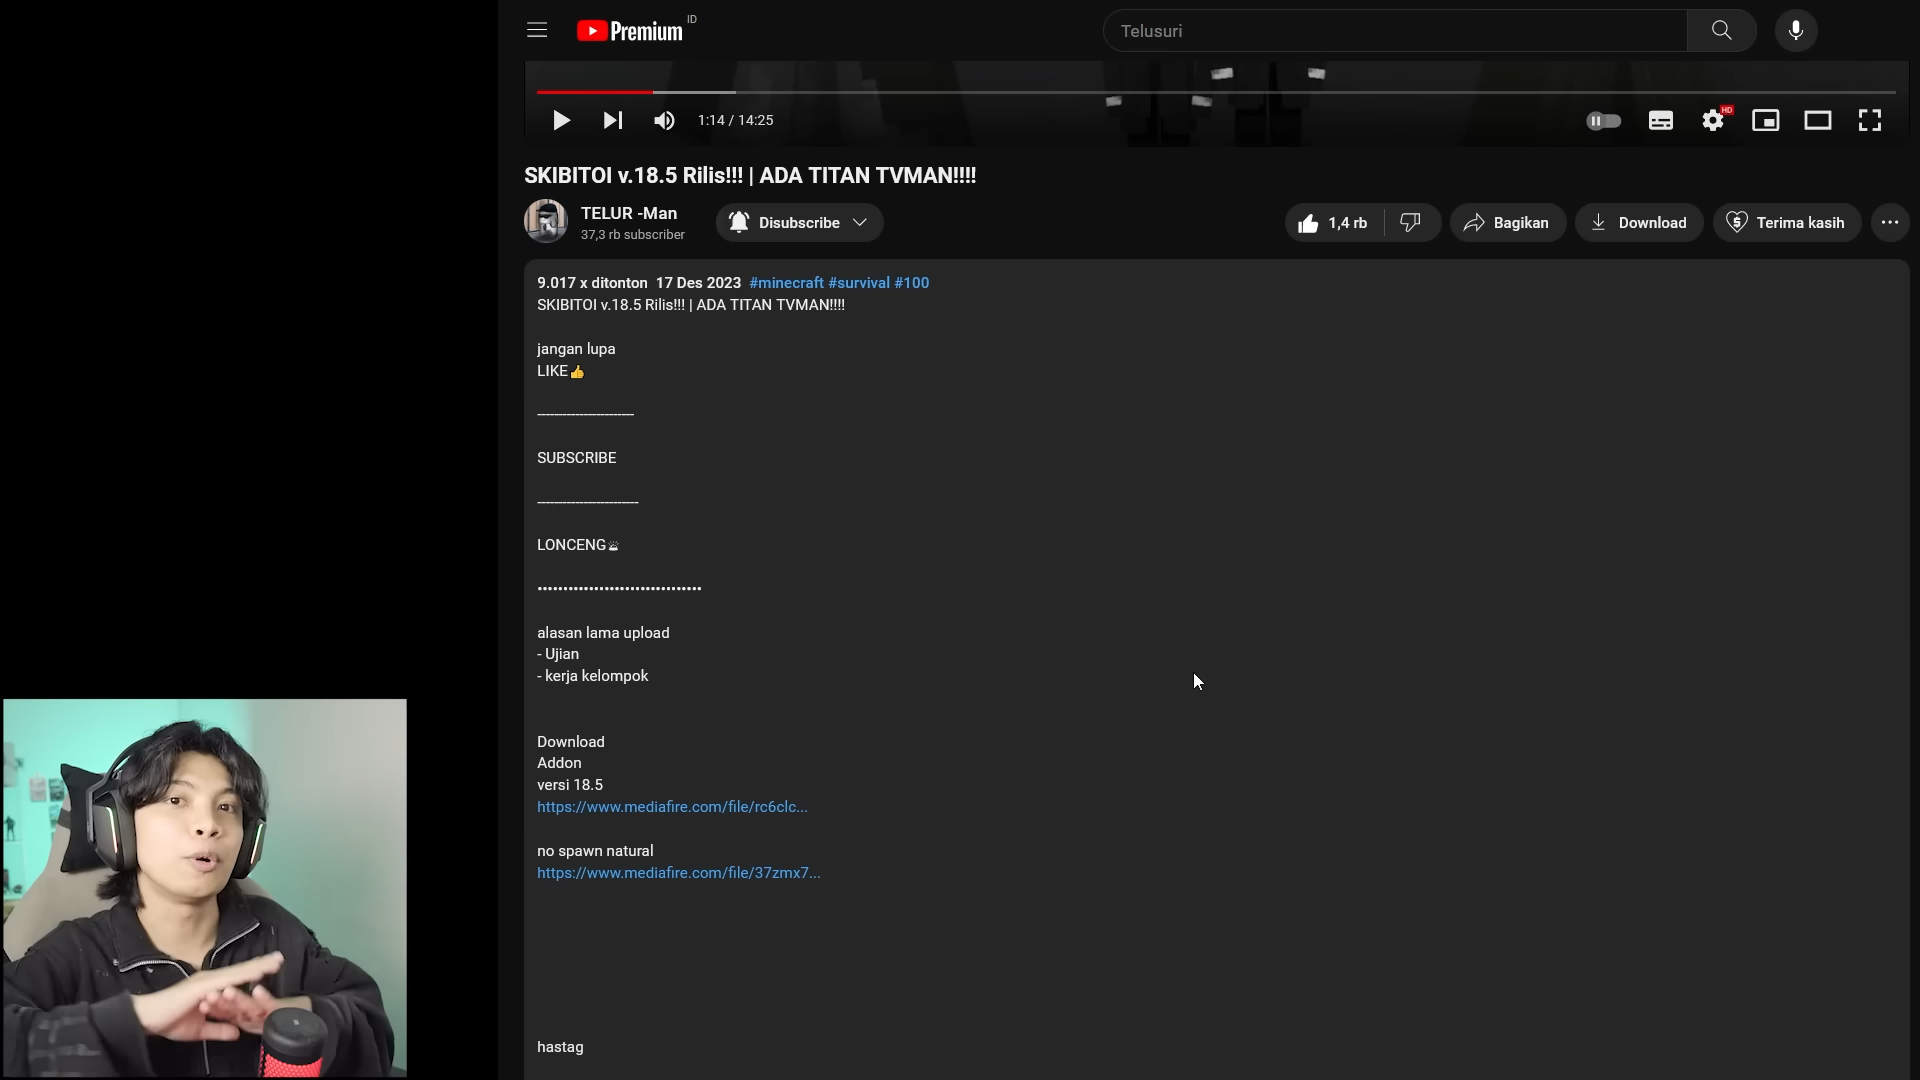 Premium ID
Telusuri
1:14 / 14:25
HD
SKIBITOI v.18.5 Rilis!!! | ADA TITAN TVMAN!!!!
TELUR -Man
37,3 rb subscriber
Disubscribe
1,4 rb
Bagikan
Download
Terima kasih
9.017 x ditonton 17 Des 2023 #minecraft #survival #100
SKIBITOI v.18.5 Rilis!!! | ADA TITAN TVMAN!!!!
jangan lupa
LIKE👍
-----------------------
SUBSCRIBE
------------------------
LONCENG
••••••••••••••••••••••••••••••••
alasan lama upload
- Ujian
- kerja kelompok
Download
Addon
versi 18.5
https://www.mediafire.com/file/rc6clc...
no spawn natural
https://www.mediafire.com/file/37zmx7...
hastag